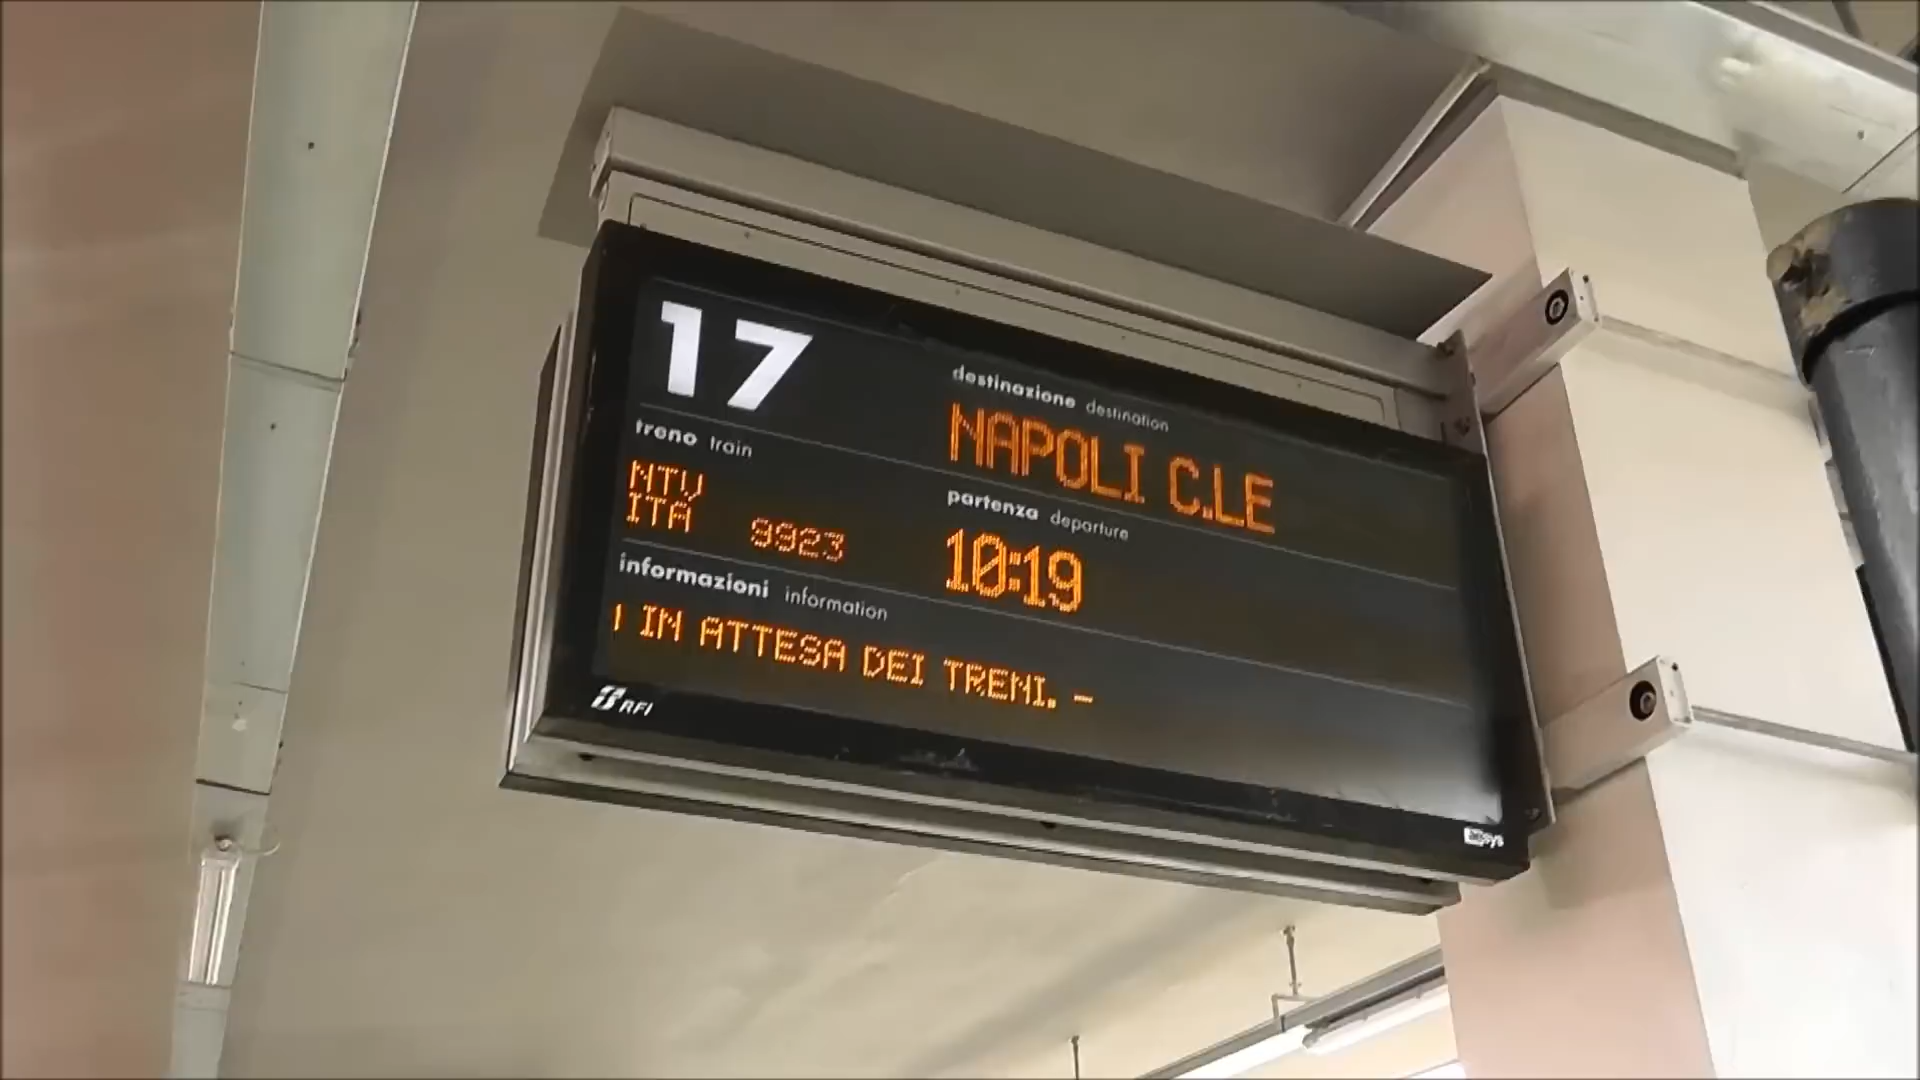 17
destinazione destination
NAPOLI C.LE
treno train
NTV
ITA 9923
partenza departure
10:19
informazioni information
IN ATTESA DEI TRENI. -
RFI